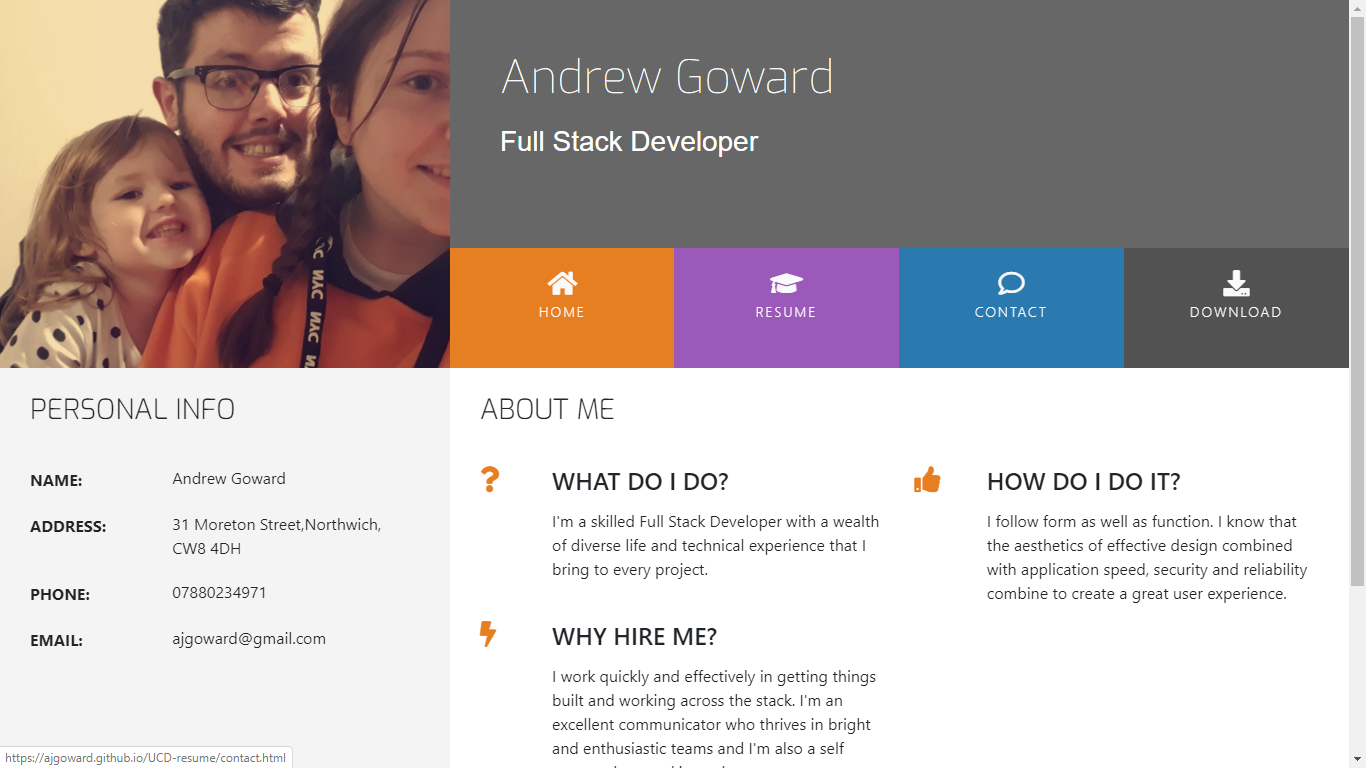 Andrew Goward
Full Stack Developer
HOME
RESUME
CONTACT
DOWNLOAD
PERSONAL INFO
NAME: Andrew Goward
ADDRESS: 31 Moreton Street,Northwich,
CW8 4DH
PHONE: 07880234971
EMAIL: ajgoward@gmail.com
ABOUT ME
WHAT DO I DO?
I'm a skilled Full Stack Developer with a wealth
of diverse life and technical experience that I
bring to every project.
HOW DO I DO IT?
I follow form as well as function. I know that
the aesthetics of effective design combined
with application speed, security and reliability
combine to create a great user experience.
WHY HIRE ME?
I work quickly and effectively in getting things
built and working across the stack. I'm an
excellent communicator who thrives in bright
and enthusiastic teams and I'm also a self
https://ajgoward.github.io/UCD-resume/contact.html